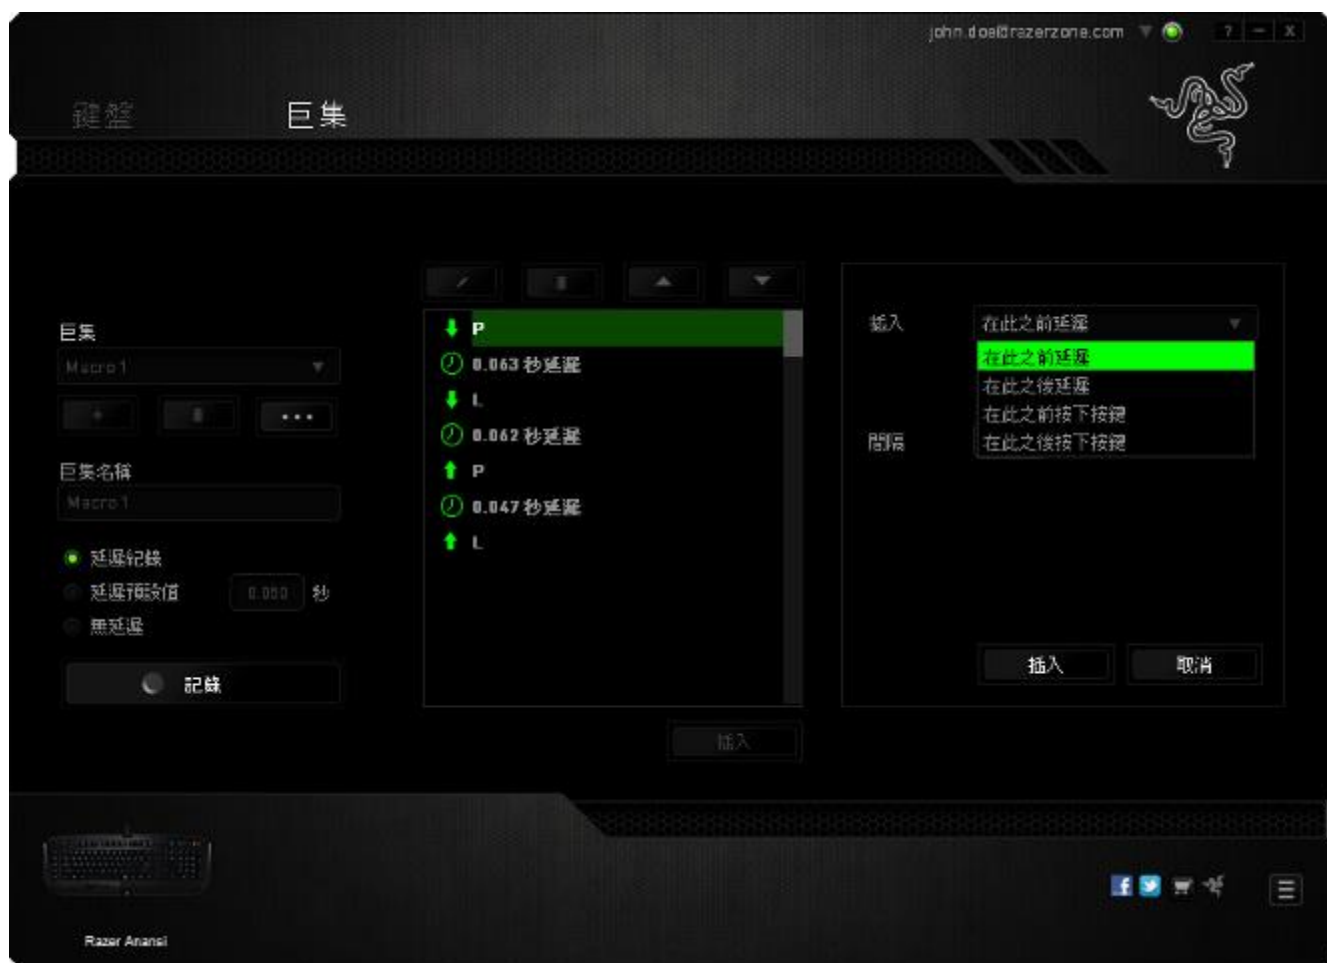 john.doe@razerzone.com
? – X
鍵盤
巨集
巨集
Macro 1
巨集名稱
Macro 1
延遲紀錄
延遲預設值
0.050
秒
無延遲
記錄
P
0.063 秒延遲
L
0.062 秒延遲
P
0.047 秒延遲
L
插入
插入
在此之前延遲
在此之前延遲
在此之後延遲
在此之前按下按鍵
在此之後按下按鍵
間隔
插入
取消
Razer Anansi